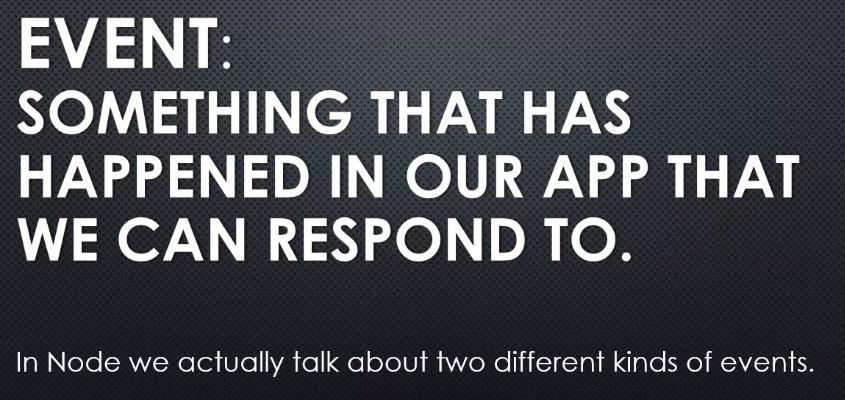 EVENT:
SOMETHING THAT HAS
HAPPENED IN OUR APP THAT
WE CAN RESPOND TO.
In Node we actually talk about two different kinds of events.